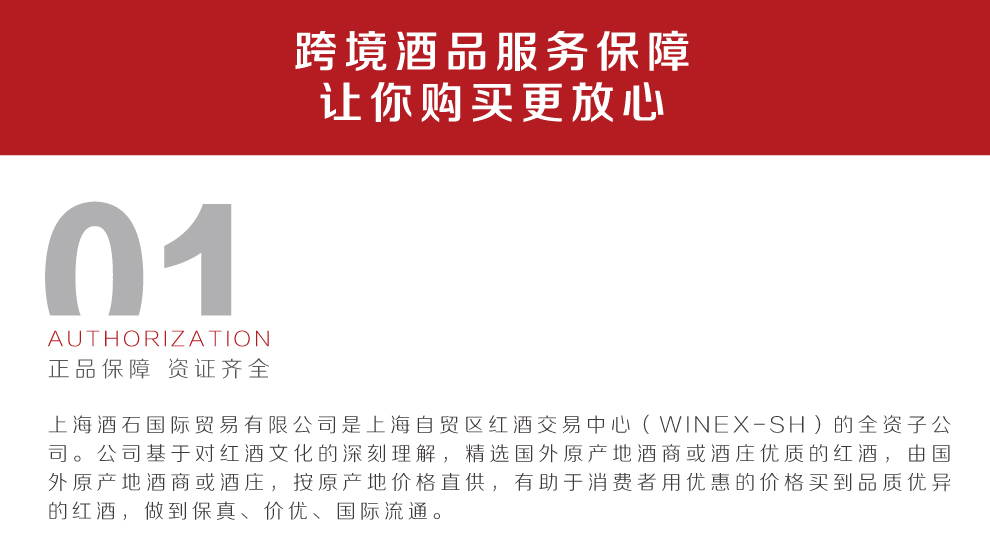 跨境酒品服务保障
让你购买更放心
01
AUTHORIZATION
正品保障 资证齐全
上海酒石国际贸易有限公司是上海自贸区红酒交易中心（WINEX-SH）的全资子公
司。公司基于对红酒文化的深刻理解，精选国外原产地酒商或酒庄优质的红酒，由国
外原产地酒商或酒庄，按原产地价格直供，有助于消费者用优惠的价格买到品质优异
的红酒，做到保真、价优、国际流通。